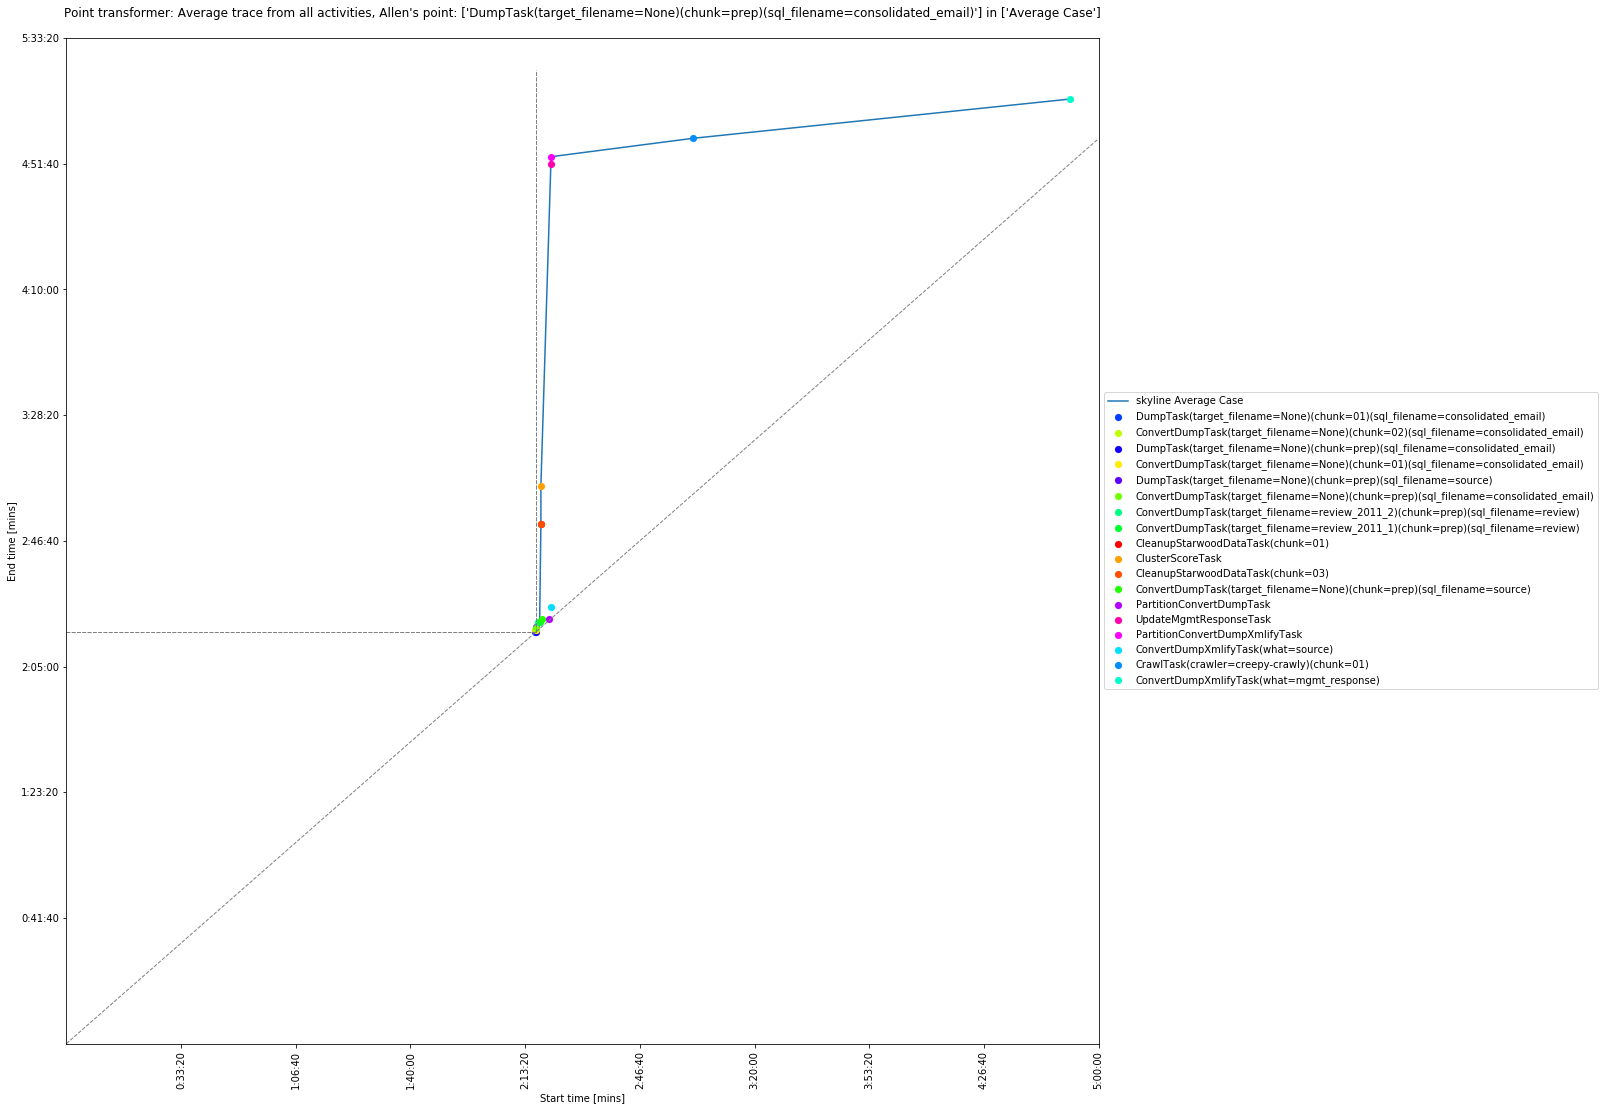 Point transformer: Average trace from all activities, Allen's point: ['DumpTask(target_filename=None)(chunk=prep)(sql_filename=consolidated_email)'] in ['Average Case']
5:33:20
4:51:40
4:10:00
3:28:20
2:46:40
2:05:00
1:23:20
0:41:40
End time [mins]
0:33:20
1:06:40
1:40:00
2:13:20
2:46:40
3:20:00
3:53:20
4:26:40
5:00:00
Start time [mins]
skyline Average Case
DumpTask(target_filename=None)(chunk=01)(sql_filename=consolidated_email)
ConvertDumpTask(target_filename=None)(chunk=02)(sql_filename=consolidated_email)
DumpTask(target_filename=None)(chunk=prep)(sql_filename=consolidated_email)
ConvertDumpTask(target_filename=None)(chunk=01)(sql_filename=consolidated_email)
DumpTask(target_filename=None)(chunk=prep)(sql_filename=source)
ConvertDumpTask(target_filename=None)(chunk=prep)(sql_filename=consolidated_email)
ConvertDumpTask(target_filename=review_2011_2)(chunk=prep)(sql_filename=review)
ConvertDumpTask(target_filename=review_2011_1)(chunk=prep)(sql_filename=review)
CleanupStarwoodDataTask(chunk=01)
ClusterScoreTask
CleanupStarwoodDataTask(chunk=03)
ConvertDumpTask(target_filename=None)(chunk=prep)(sql_filename=source)
PartitionConvertDumpTask
UpdateMgmtResponseTask
PartitionConvertDumpXmlifyTask
ConvertDumpXmlifyTask(what=source)
CrawlTask(crawler=creepy-crawly)(chunk=01)
ConvertDumpXmlifyTask(what=mgmt_response)